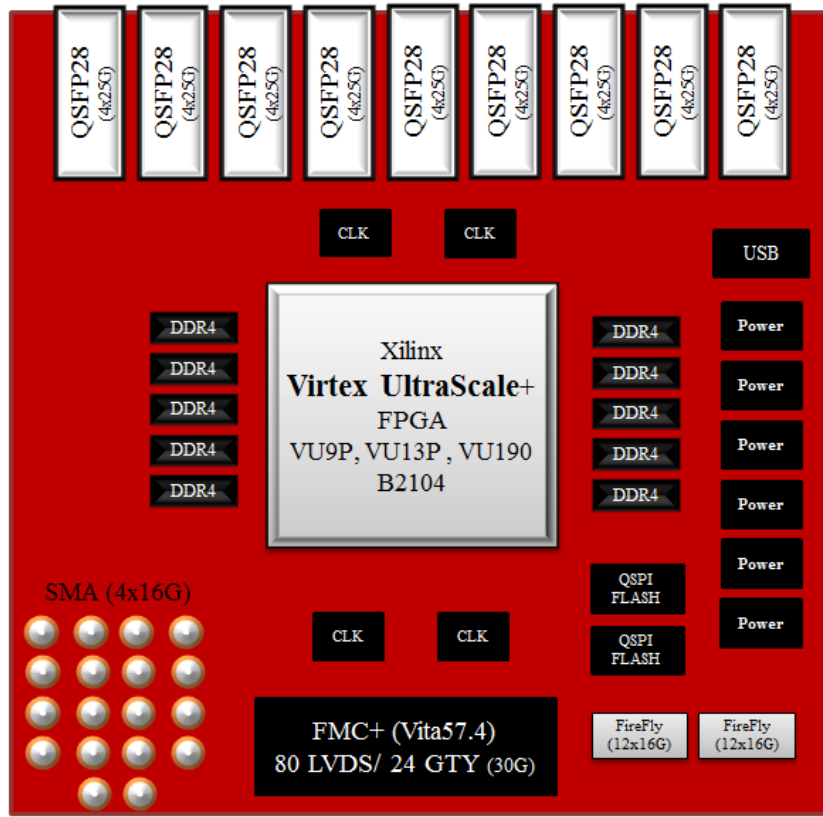 QSFP28
(4x25G)
QSFP28
(4x25G)
QSFP28
(4x25G)
QSFP28
(4x25G)
QSFP28
(4x25G)
QSFP28
(4x25G)
QSFP28
(4x25G)
QSFP28
(4x25G)
QSFP28
(4x25G)
CLK
CLK
USB
DDR4
DDR4
DDR4
DDR4
DDR4
Xilinx
Virtex UltraScale+
FPGA
VU9P, VU13P , VU190
B2104
DDR4
DDR4
DDR4
DDR4
DDR4
Power
Power
Power
Power
Power
Power
QSPI
FLASH
QSPI
FLASH
SMA (4x16G)
CLK
CLK
FMC+ (Vita57.4)
80 LVDS/ 24 GTY (30G)
FireFly
(12x16G)
FireFly
(12x16G)